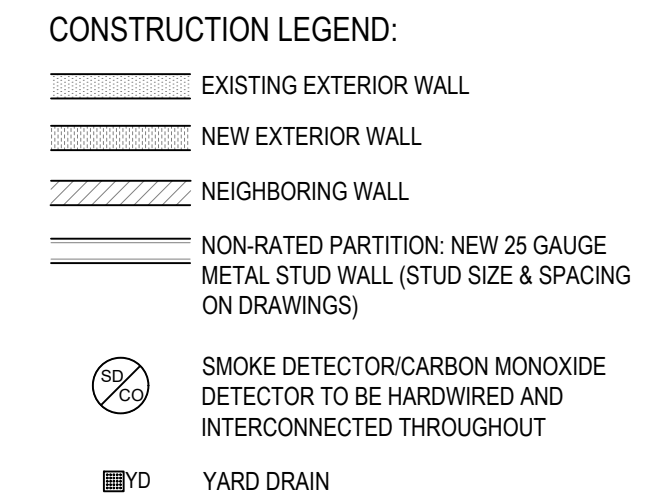 CONSTRUCTION LEGEND:
EXISTING EXTERIOR WALL
NEW EXTERIOR WALL
NEIGHBORING WALL
NON-RATED PARTITION: NEW 25 GAUGE
METAL STUD WALL (STUD SIZE & SPACING
ON DRAWINGS)
SD
CO
SMOKE DETECTOR/CARBON MONOXIDE
DETECTOR TO BE HARDWIRED AND
INTERCONNECTED THROUGHOUT
YD YARD DRAIN